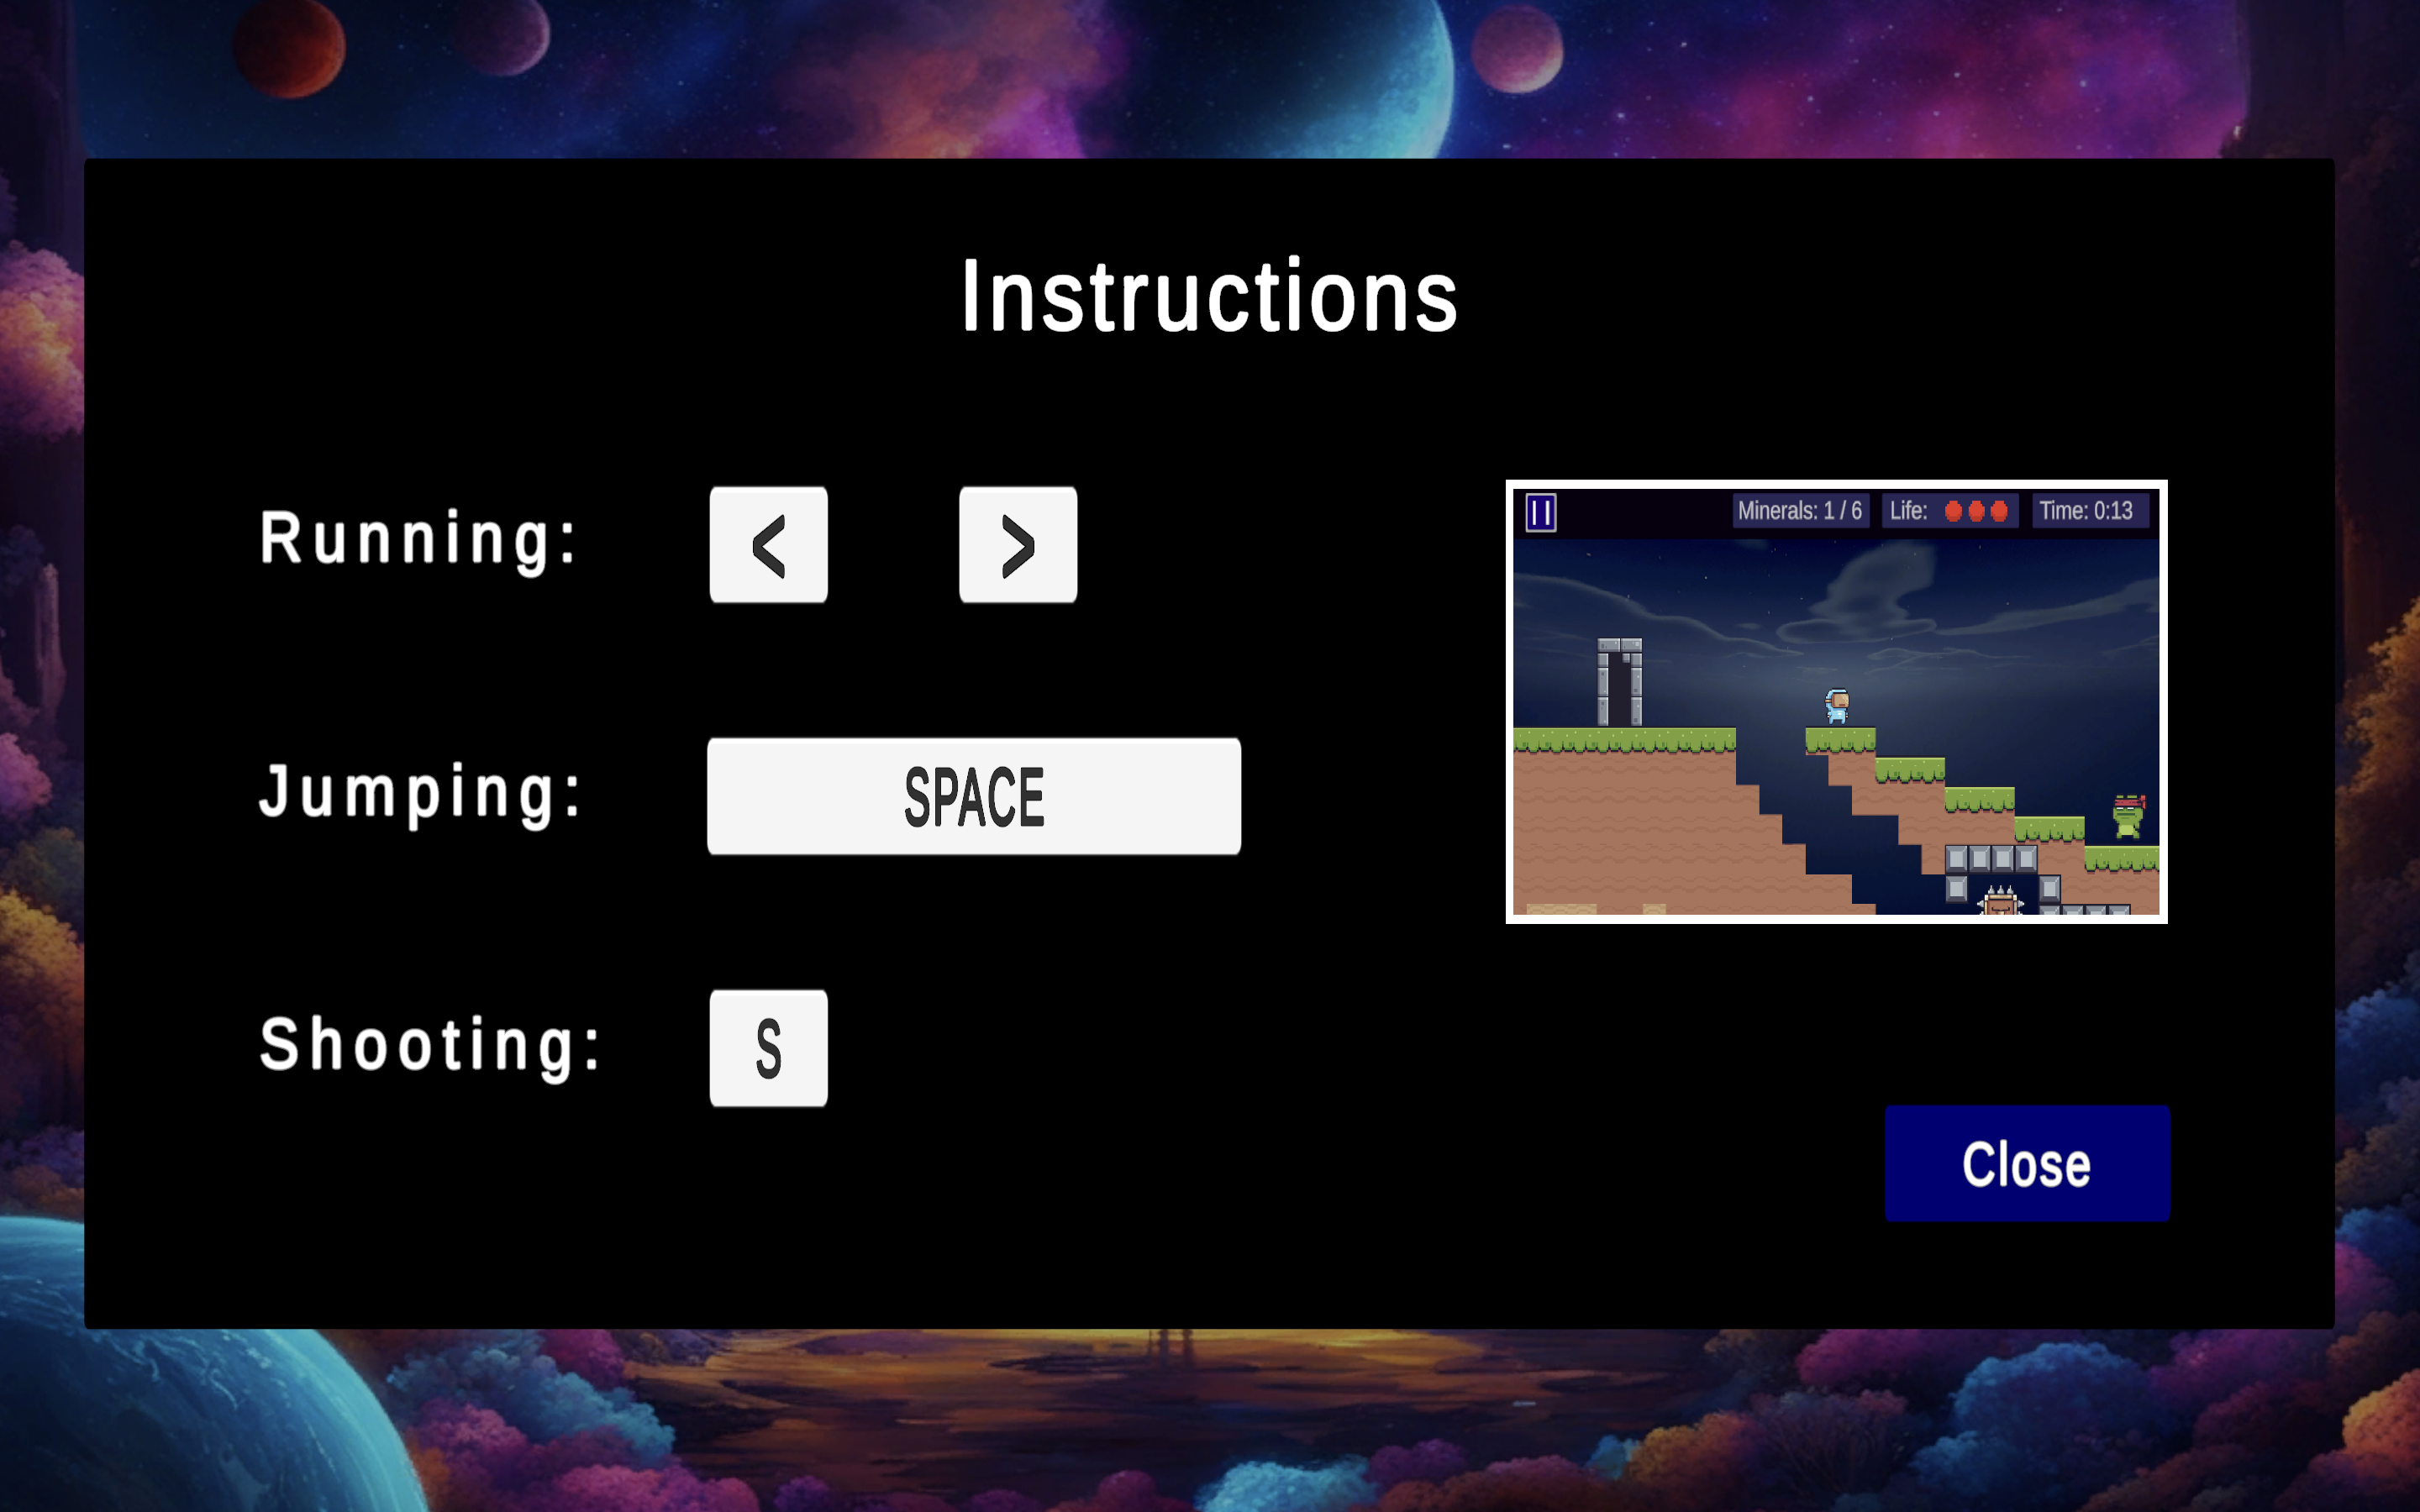 Instructions
Running: < >
Minerals: 1 / 6 Life: Time: 0:13
Jumping: SPACE
Shooting: S
Close